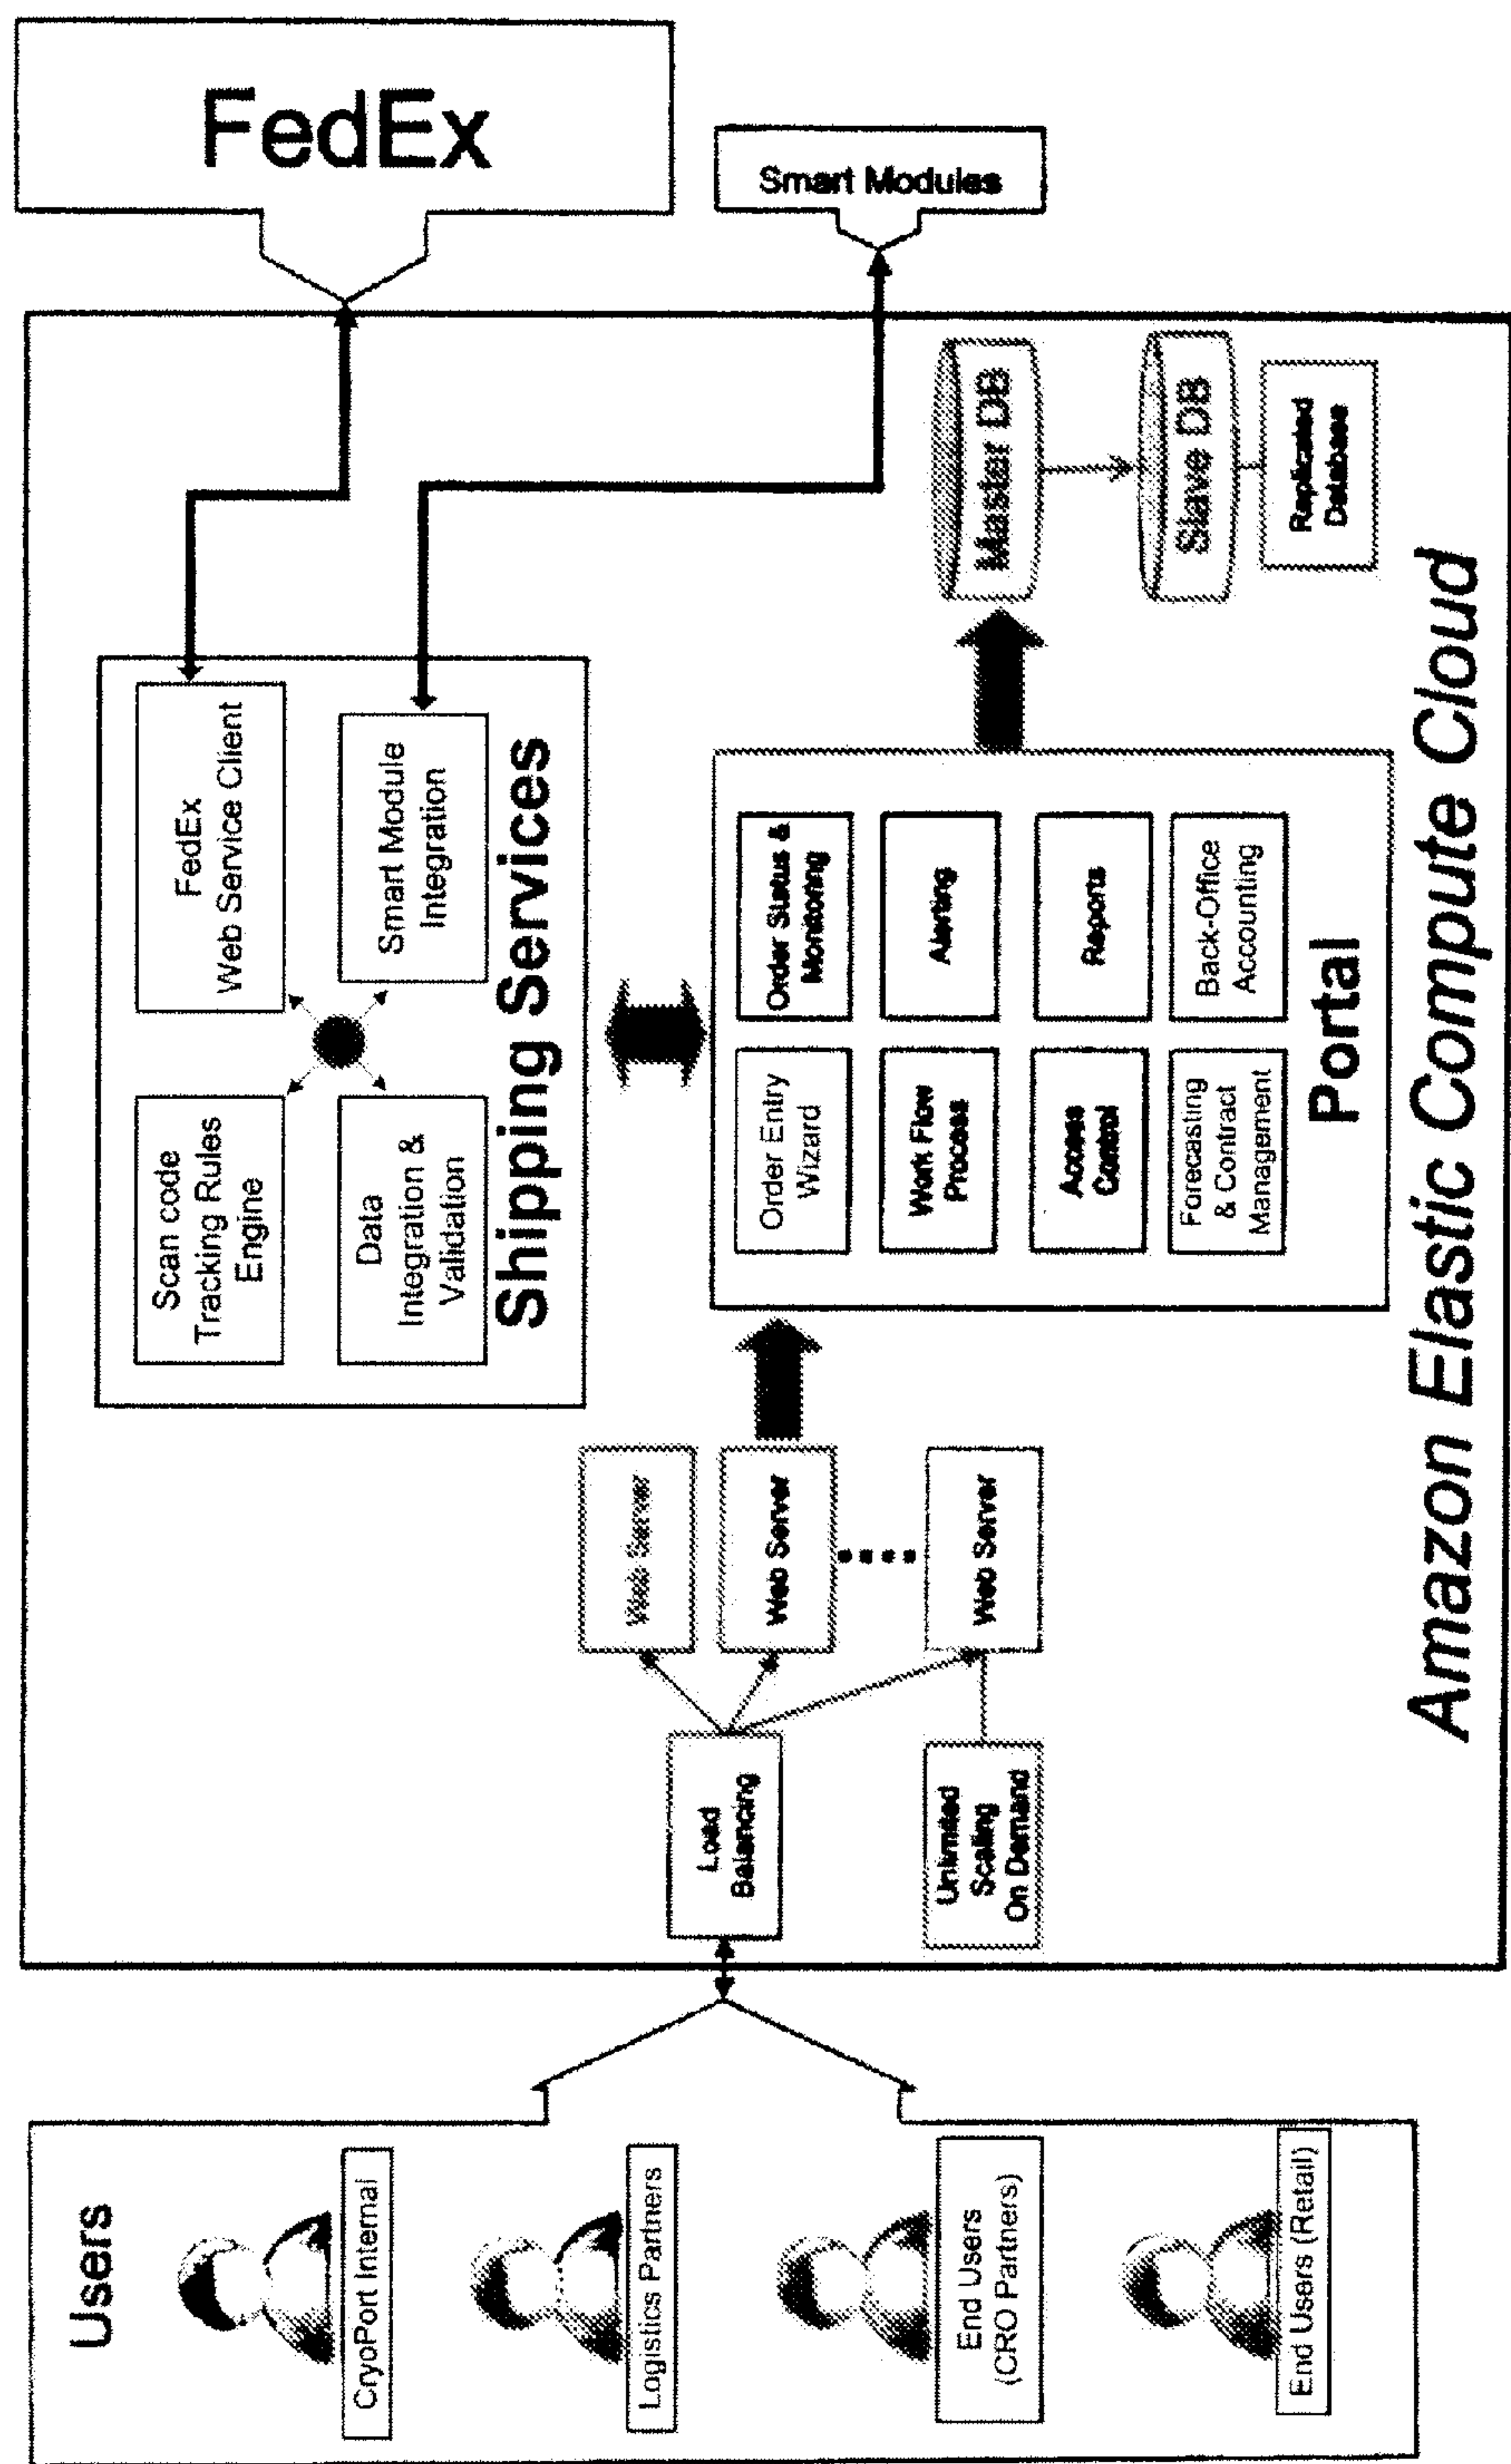 Users
CryoPort Internal
Logistics Partners
End Users
(CRO Partners)
End Users (Retail)
Load
Balancing
Unlimited
Scaling
On Demand
Web Server
Web Server
Web Server
Scan code
Tracking Rules
Engine
FedEx
Web Service Client
Data
Integration &
Validation
Smart Module
Integration
Shipping Services
Order Entry
Wizard
Order Status &
Monitoring
Work Flow
Process
Alerting
Access
Control
Reports
Forecasting
& Contract
Management
Back-Office
Accounting
Portal
Master DB
Slave DB
Replicated
Database
Amazon Elastic Compute Cloud
FedEx
Smart Modules